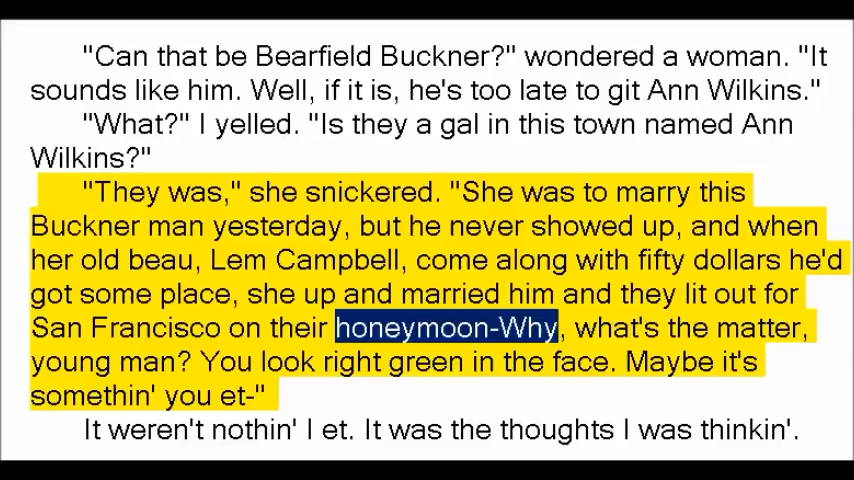 "Can that be Bearfield Buckner?" wondered a woman. "It
sounds like him. Well, if it is, he's too late to git Ann Wilkins."
"What?" I yelled. "Is they a gal in this town named Ann
Wilkins?"
"They was," she snickered. "She was to marry this
Buckner man yesterday, but he never showed up, and when
her old beau, Lem Campbell, come along with fifty dollars he'd
got some place, she up and married him and they lit out for
San Francisco on their honeymoon-Why, what's the matter,
young man? You look right green in the face. Maybe it's
somethin' you et-"
It weren't nothin' I et. It was the thoughts I was thinkin'.